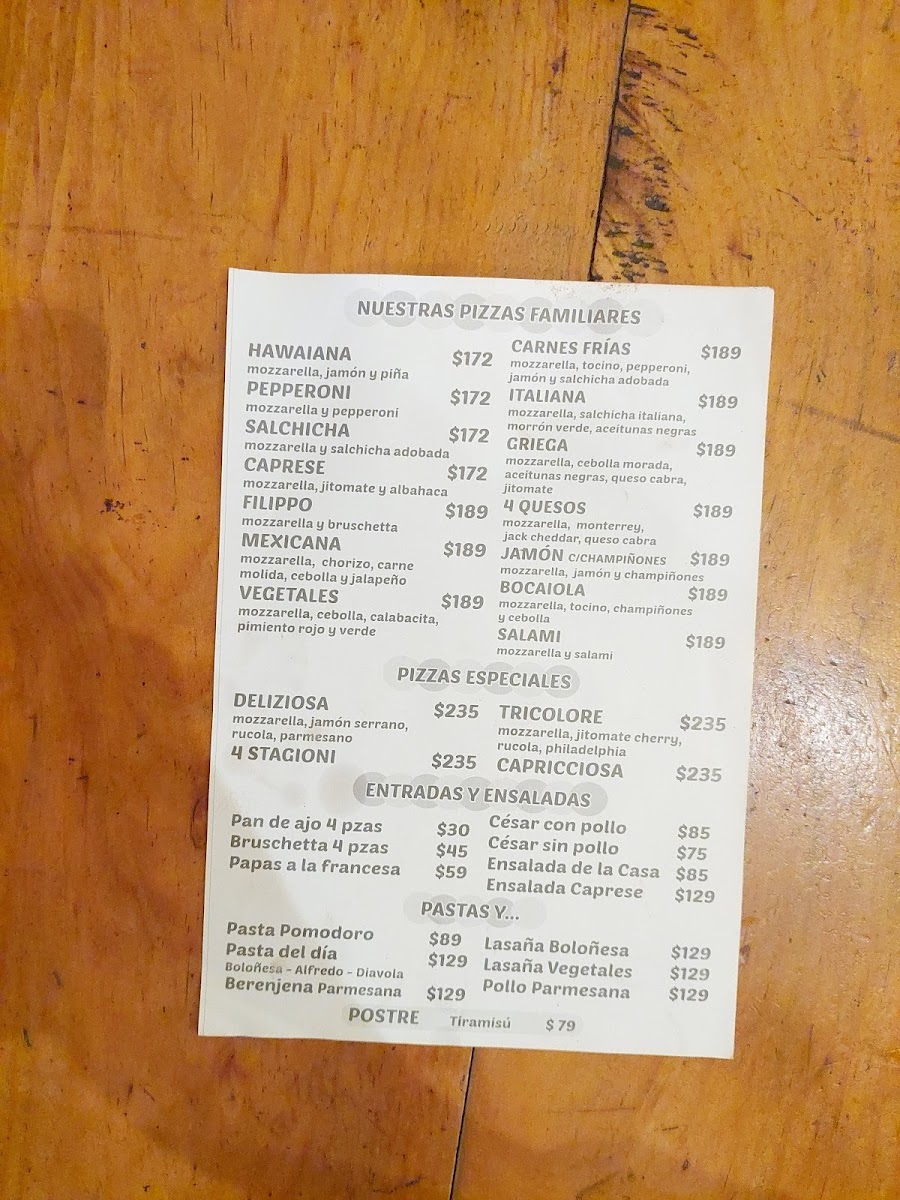 NUESTRAS PIZZAS FAMILIARES
HAWAIANA $172
mozzarella, jamón y piña
PEPPERONI $172
mozzarella y pepperoni
SALCHICHA $172
mozzarella y salchicha adobada
CAPRESE $172
mozzarella, jitomate y albahaca
FILIPPO $189
mozzarella y bruschetta
MEXICANA $189
mozzarella, chorizo, carne
molida, cebolla y jalapeño
VEGETALES $189
mozzarella, cebolla, calabacita,
pimiento rojo y verde
CARNES FRÍAS $189
mozzarella, tocino, pepperoni,
jamón y salchicha adobada
ITALIANA $189
mozzarella, salchicha italiana,
morrón verde, aceitunas negras
GRIEGA $189
mozzarella, cebolla morada,
aceitunas negras, queso cabra,
jitomate
4 QUESOS $189
mozzarella, monterrey,
jack cheddar, queso cabra
JAMÓN C/CHAMPIÑONES $189
mozzarella, jamón y champiñones
BOCAIOLA $189
mozzarella, tocino, champiñones
y cebolla
SALAMI $189
mozzarella y salami
PIZZAS ESPECIALES
DELIZIOSA $235
mozzarella, jamón serrano,
rucola, parmesano
4 STAGIONI $235
TRICOLORE $235
mozzarella, jitomate cherry,
rucola, philadelphia
CAPRICCIOSA $235
ENTRADAS Y ENSALADAS
Pan de ajo 4 pzas $30
Bruschetta 4 pzas $45
Papas a la francesa $59
César con pollo $85
César sin pollo $75
Ensalada de la Casa $85
Ensalada Caprese $129
PASTAS Y...
Pasta Pomodoro $89
Pasta del día $129
Boloñesa - Alfredo - Diavola
Berenjena Parmesana $129
Lasaña Boloñesa $129
Lasaña Vegetales $129
Pollo Parmesana $129
POSTRE Tiramisú $ 79